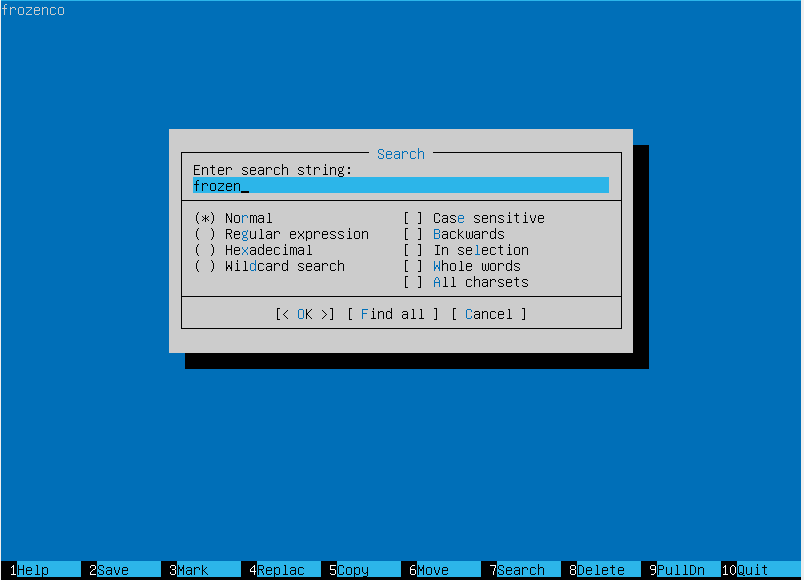 frozenco
Search
Enter search string:
frozen_
(*) Normal [ ] Case sensitive
( ) Regular expression [ ] Backwards
( ) Hexadecimal [ ] In selection
( ) Wildcard search [ ] Whole words
[ ] All charsets
[< OK >] [ Find all ] [ Cancel ]
1Help 2Save 3Mark 4Replac 5Copy 6Move 7Search 8Delete 9PullDn 10Quit